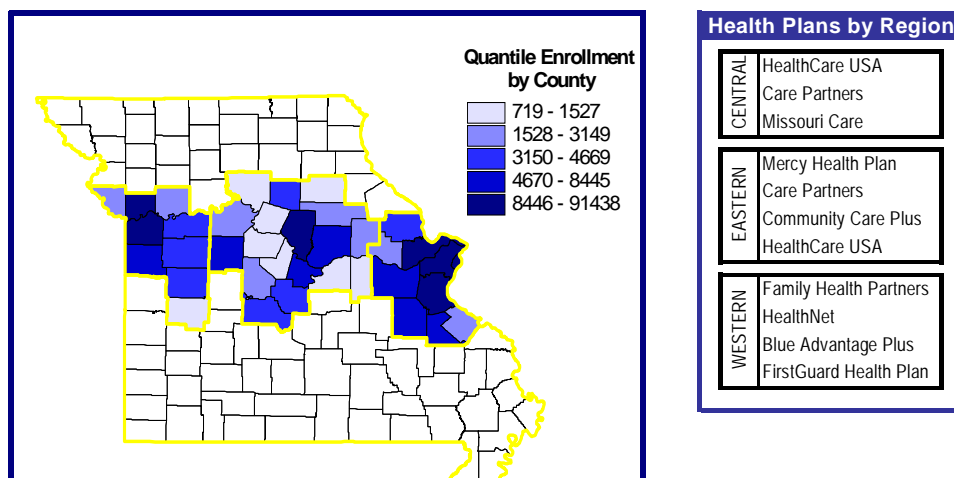 Quantile Enrollment
by County
719 - 1527
1528 - 3149
3150 - 4669
4670 - 8445
8446 - 91438
Health Plans by Region
CENTRAL
HealthCare USA
Care Partners
Missouri Care
EASTERN
Mercy Health Plan
Care Partners
Community Care Plus
HealthCare USA
WESTERN
Family Health Partners
HealthNet
Blue Advantage Plus
FirstGuard Health Plan